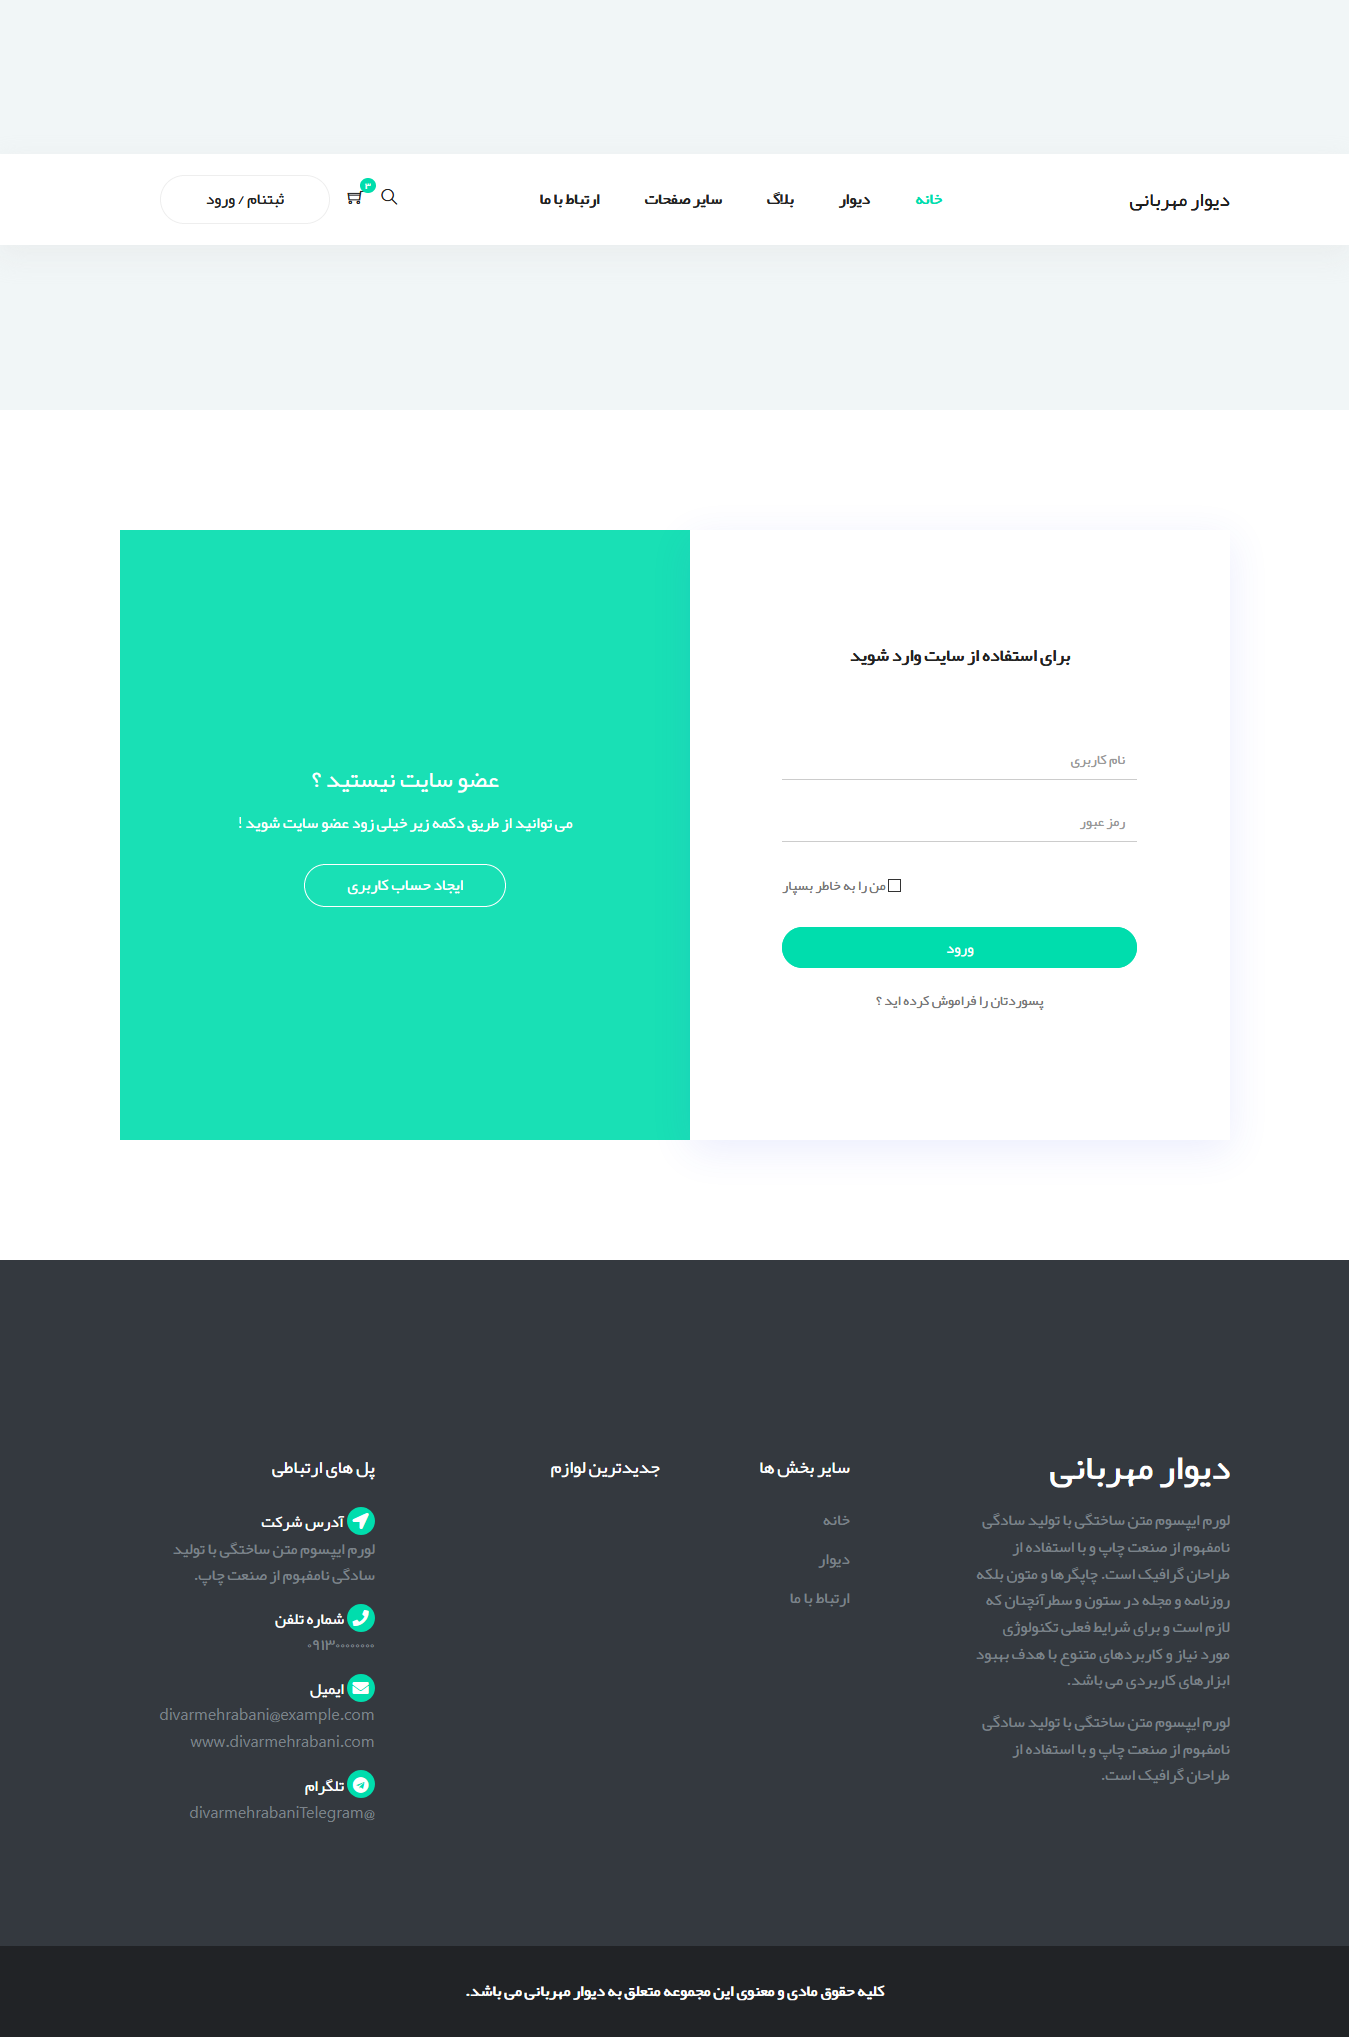 دیوار مهربانی
خانه
دیوار
بلاگ
سایر صفحات
ارتباط با ما
۳
ثبتنام / ورود
برای استفاده از سایت وارد شوید
نام کاربری
رمز عبور
من را به خاطر بسپار
ورود
پسوردتان را فراموش کرده اید ؟
عضو سایت نیستید ؟
می توانید از طریق دکمه زیر خیلی زود عضو سایت شوید !
ایجاد حساب کاربری
دیوار مهربانی
لورم ایپسوم متن ساختگی با تولید سادگی
نامفهوم از صنعت چاپ و با استفاده از
طراحان گرافیک است. چاپگرها و متون بلکه
روزنامه و مجله در ستون و سطرآنچنان که
لازم است و برای شرایط فعلی تکنولوژی
مورد نیاز و کاربردهای متنوع با هدف بهبود
ابزارهای کاربردی می باشد.
لورم ایپسوم متن ساختگی با تولید سادگی
نامفهوم از صنعت چاپ و با استفاده از
طراحان گرافیک است.
سایر بخش ها
خانه
دیوار
ارتباط با ما
جدیدترین لوازم
پل های ارتباطی
آدرس شرکت
لورم ایپسوم متن ساختگی با تولید
سادگی نامفهوم از صنعت چاپ.
شماره تلفن
۰۹۱۳۰۰۰۰۰۰۰۰
ایمیل
divarmehrabani@example.com
www.divarmehrabani.com
تلگرام
divarmehrabaniTelegram@
کلیه حقوق مادی و معنوی این مجموعه متعلق به دیوار مهربانی می باشد.